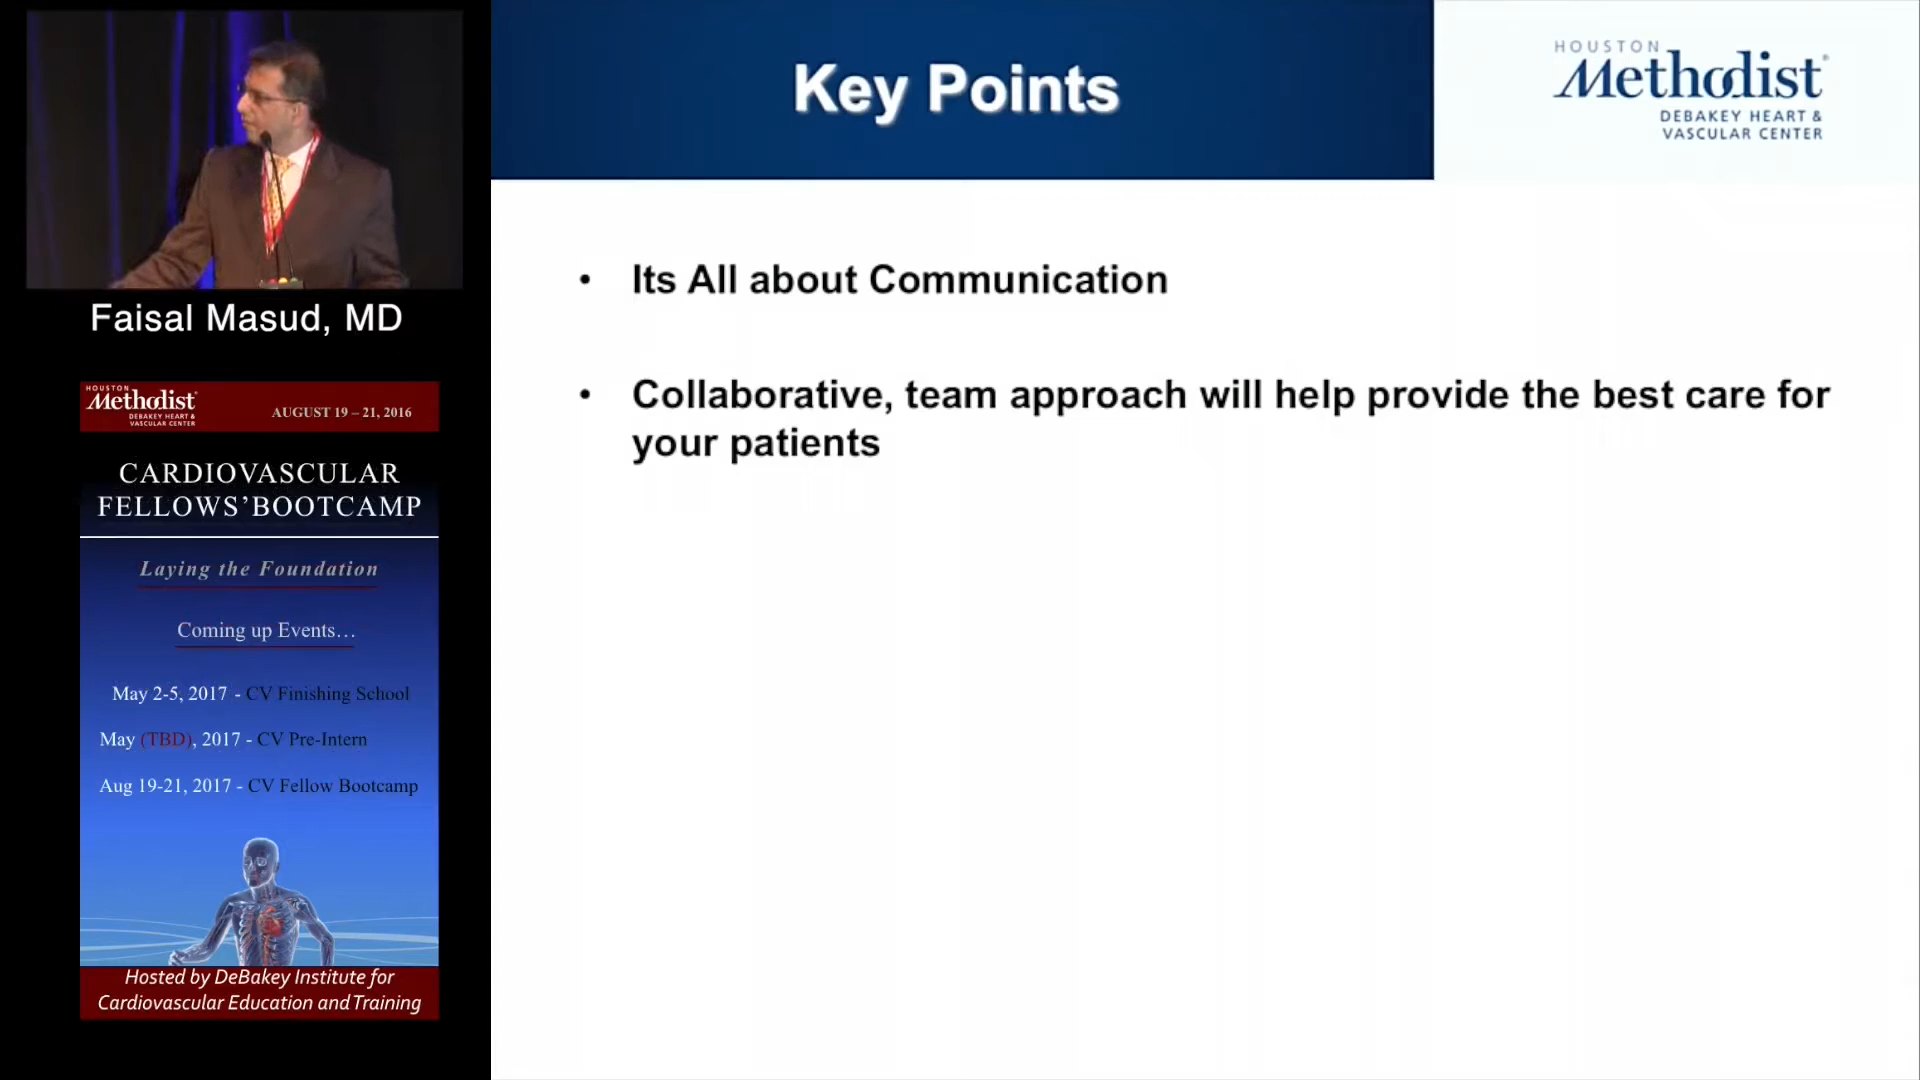 Key Points
HOUSTON
Methodist®
DEBAKEY HEART &
VASCULAR CENTER
• Its All about Communication
• Collaborative, team approach will help provide the best care for
your patients
Faisal Masud, MD
HOUSTON
Methodist
DEBAKEY HEART &
VASCULAR CENTER
AUGUST 19 – 21, 2016
CARDIOVASCULAR
FELLOWS’BOOTCAMP
Laying the Foundation
Coming up Events…
May 2-5, 2017 - CV Finishing School
May (TBD), 2017 - CV Pre-Intern
Aug 19-21, 2017 - CV Fellow Bootcamp
Hosted by DeBakey Institute for
Cardiovascular Education and Training